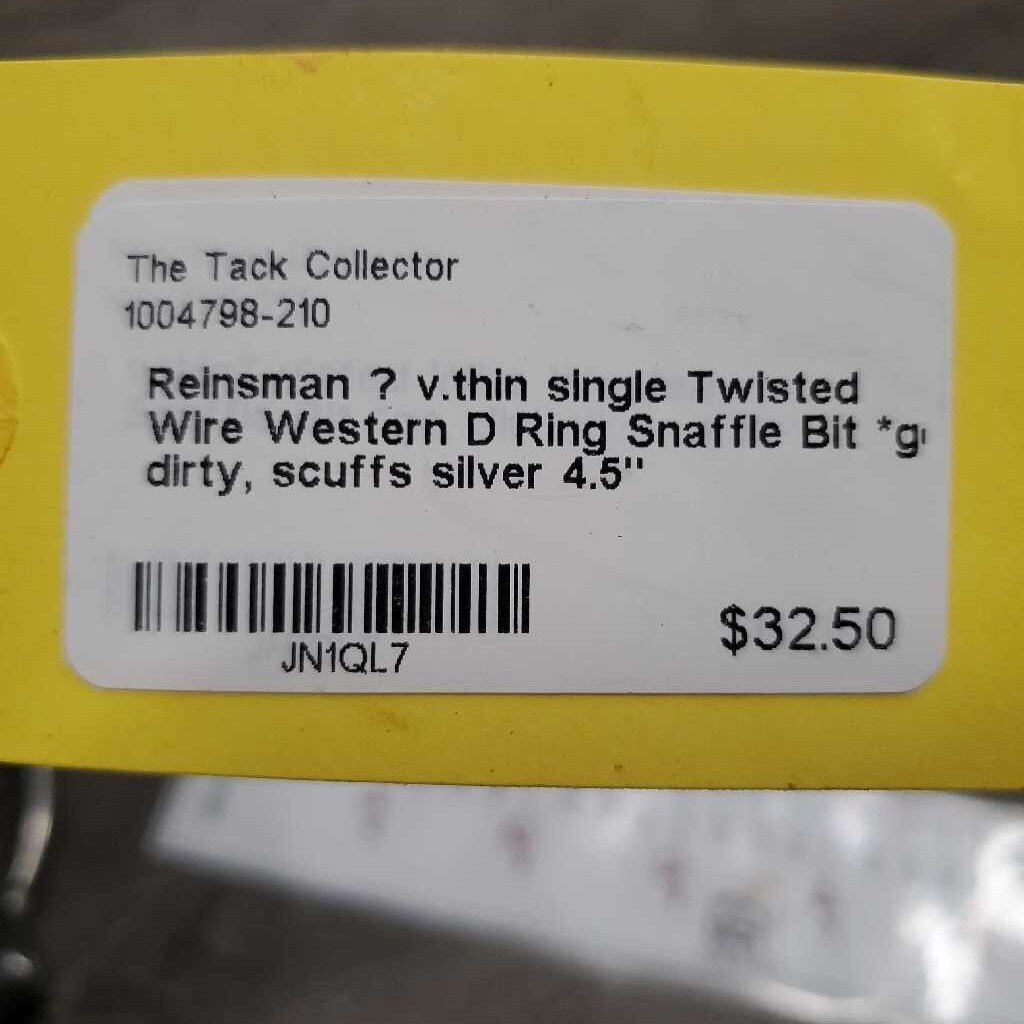 The Tack Collector
1004798-210
Reinsman ? v.thin single Twisted
Wire Western D Ring Snaffle Bit
dirty, scuffs silver 4.5"
JN1QL7
$32.50